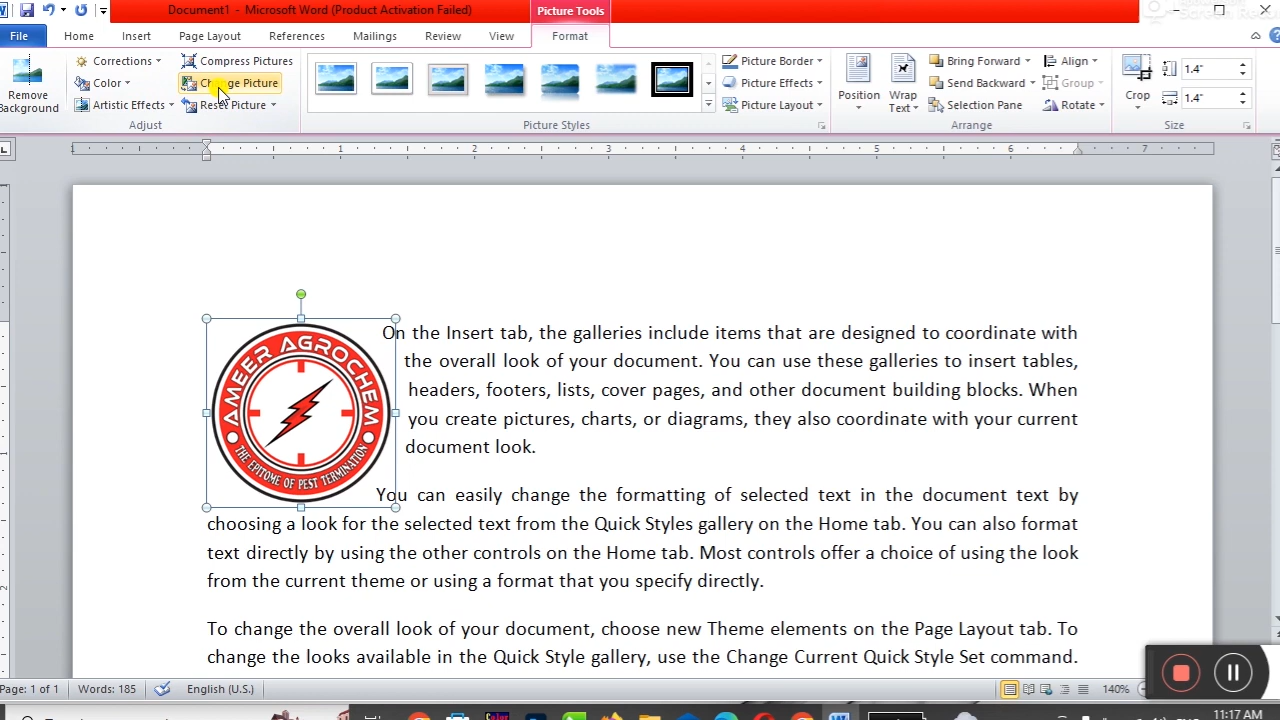 Document1 - Microsoft Word (Product Activation Failed)
Picture Tools
File Home Insert Page Layout References Mailings Review View Format
Remove Background
Corrections
Color
Artistic Effects
Compress Pictures
Change Picture
Reset Picture
Adjust
Picture Styles
Picture Border
Picture Effects
Picture Layout
Position
Wrap Text
Bring Forward
Send Backward
Selection Pane
Align
Group
Rotate
Arrange
Crop
1.4"
1.4"
Size
1 1 2 3 4 5 6 7
AMEER AGROCHEM
THE EPITOME OF PEST TERMINATION
On the Insert tab, the galleries include items that are designed to coordinate with
the overall look of your document. You can use these galleries to insert tables,
headers, footers, lists, cover pages, and other document building blocks. When
you create pictures, charts, or diagrams, they also coordinate with your current
document look.
You can easily change the formatting of selected text in the document text by
choosing a look for the selected text from the Quick Styles gallery on the Home tab. You can also format
text directly by using the other controls on the Home tab. Most controls offer a choice of using the look
from the current theme or using a format that you specify directly.
To change the overall look of your document, choose new Theme elements on the Page Layout tab. To
change the looks available in the Quick Style gallery, use the Change Current Quick Style Set command.
Page: 1 of 1 Words: 185 English (U.S.) 140%
11:17 AM